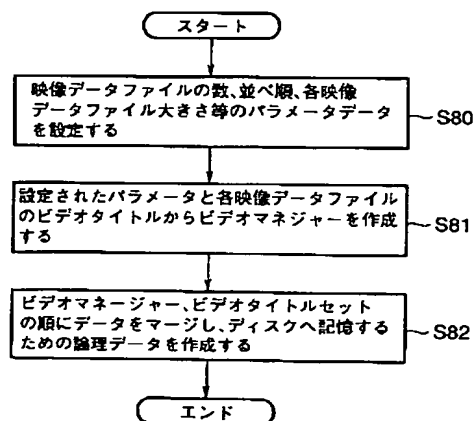 スタート
映像データファイルの数、並べ順、各映像
データファイル大きさ等のパラメータデータ
を設定する
S80
設定されたパラメータと各映像データファイル
のビデオタイトルからビデオマネジャーを作成
する
S81
ビデオマネージャー、ビデオタイトルセット
の順にデータをマージし、ディスクへ記憶する
ための論理データを作成する
S82
エンド